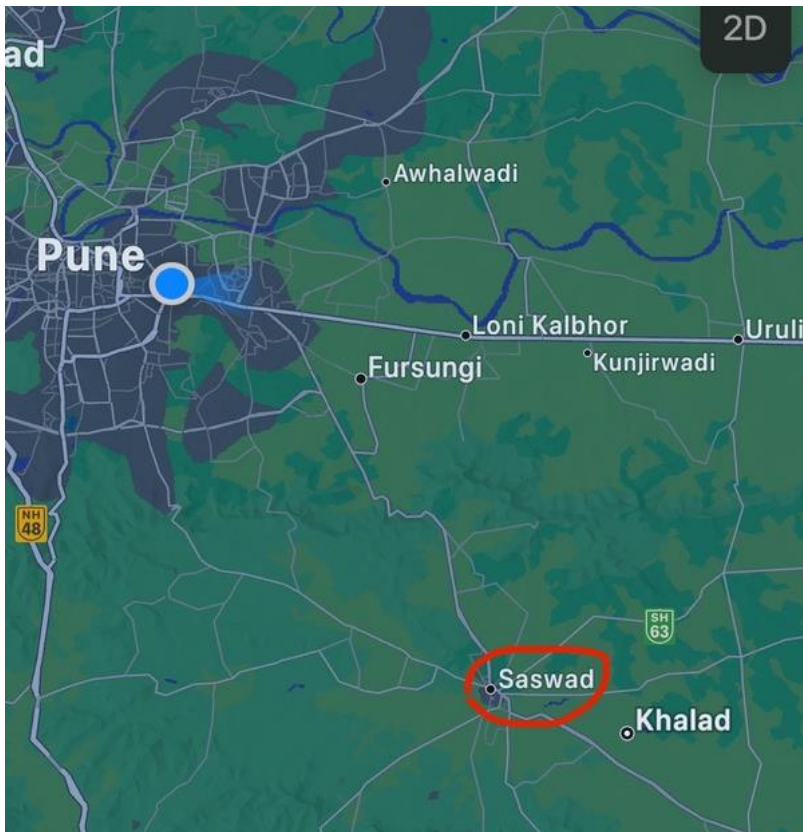 2D
ad
Awhalwadi
Pune
Loni Kalbhor
Uruli
Kunjirwadi
Fursungi
NH
48
SH
63
Saswad
Khalad